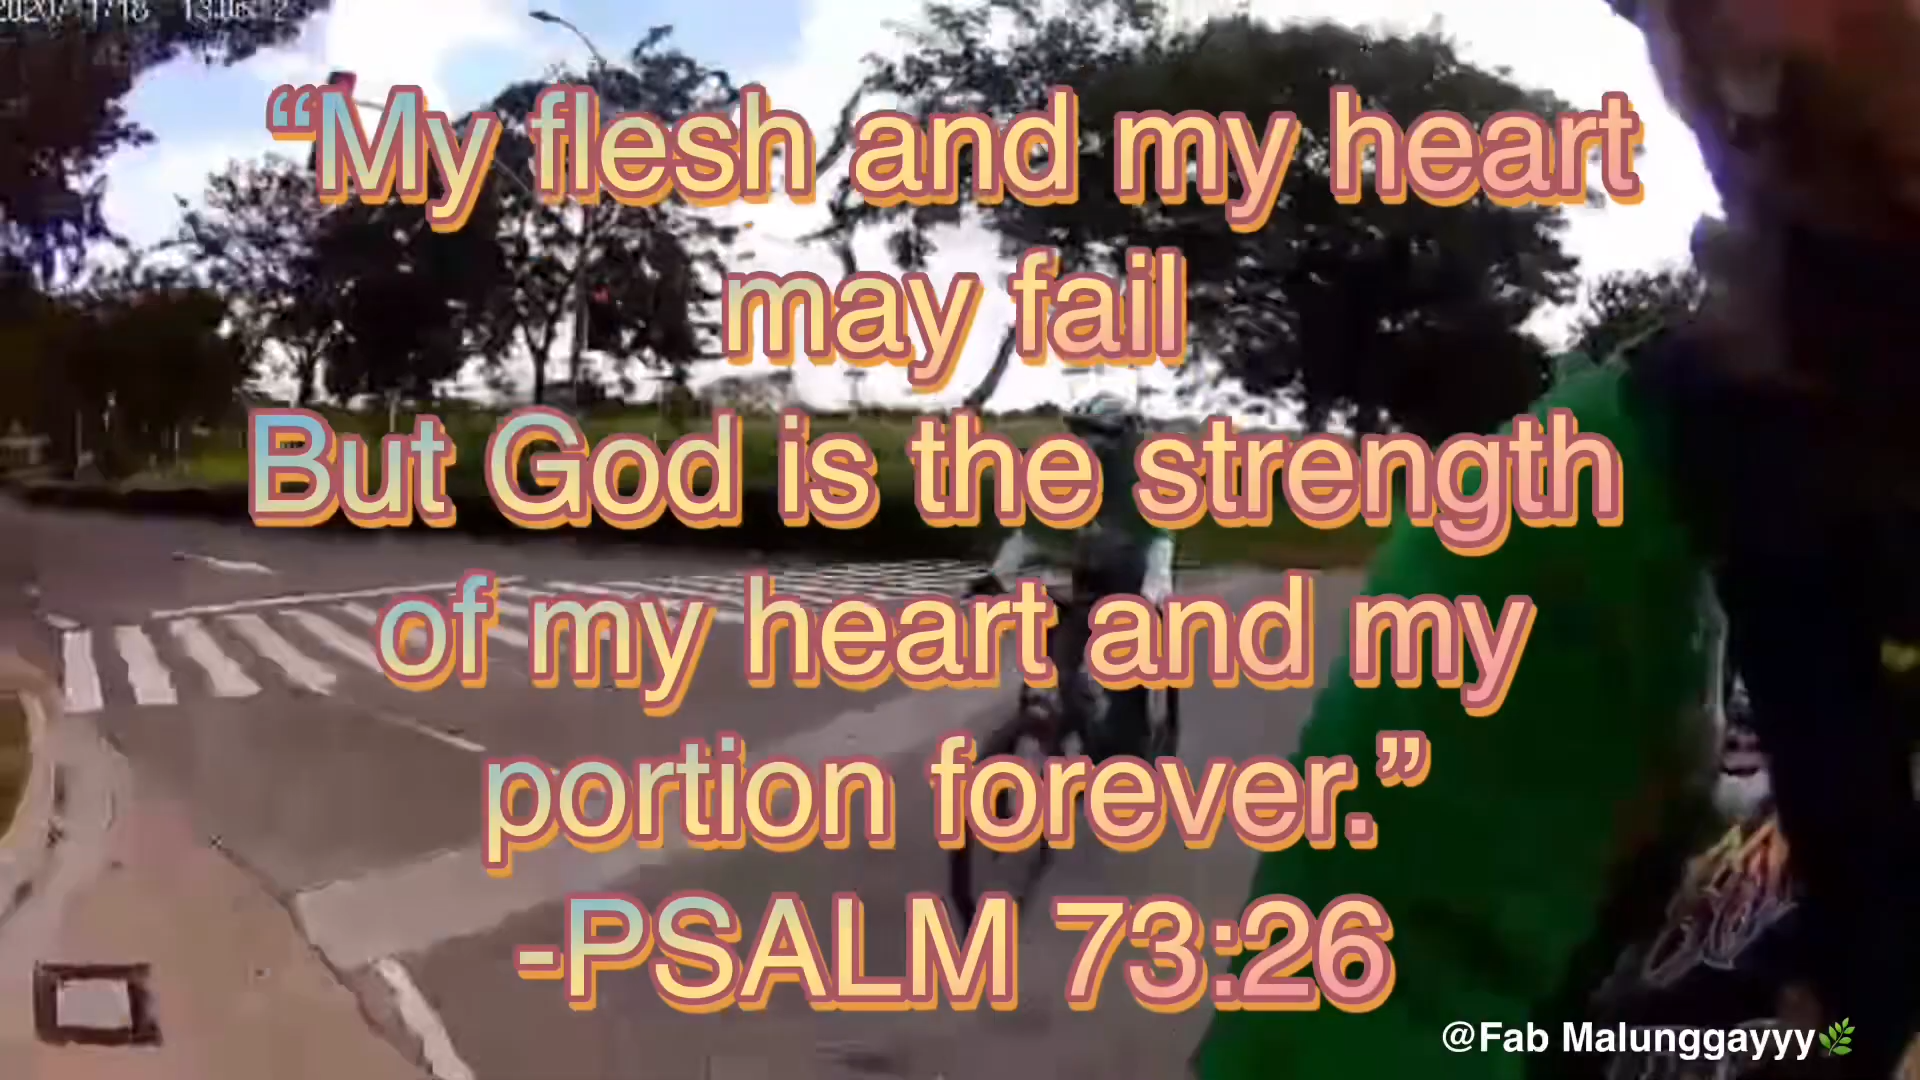 “My flesh and my heart
may fail
But God is the strength
of my heart and my
portion forever.”
-PSALM 73:26
@Fab Malunggayyy🌿